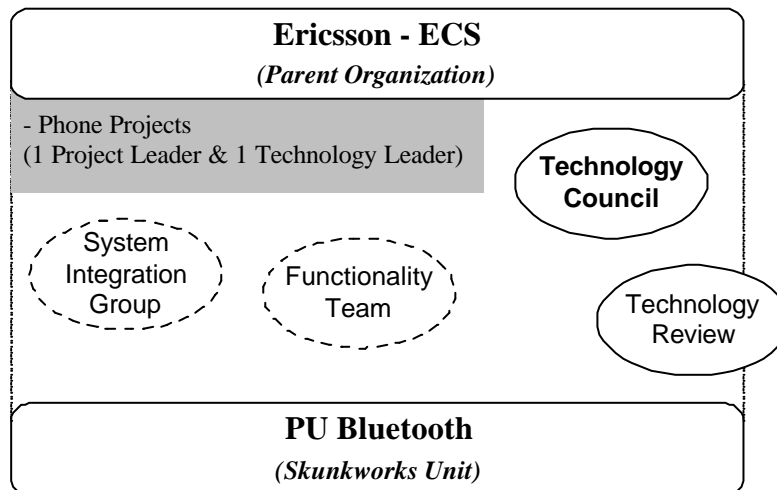 Ericsson - ECS
(Parent Organization)
- Phone Projects
(1 Project Leader & 1 Technology Leader)
Technology
Council
System
Integration
Group
Functionality
Team
Technology
Review
PU Bluetooth
(Skunkworks Unit)